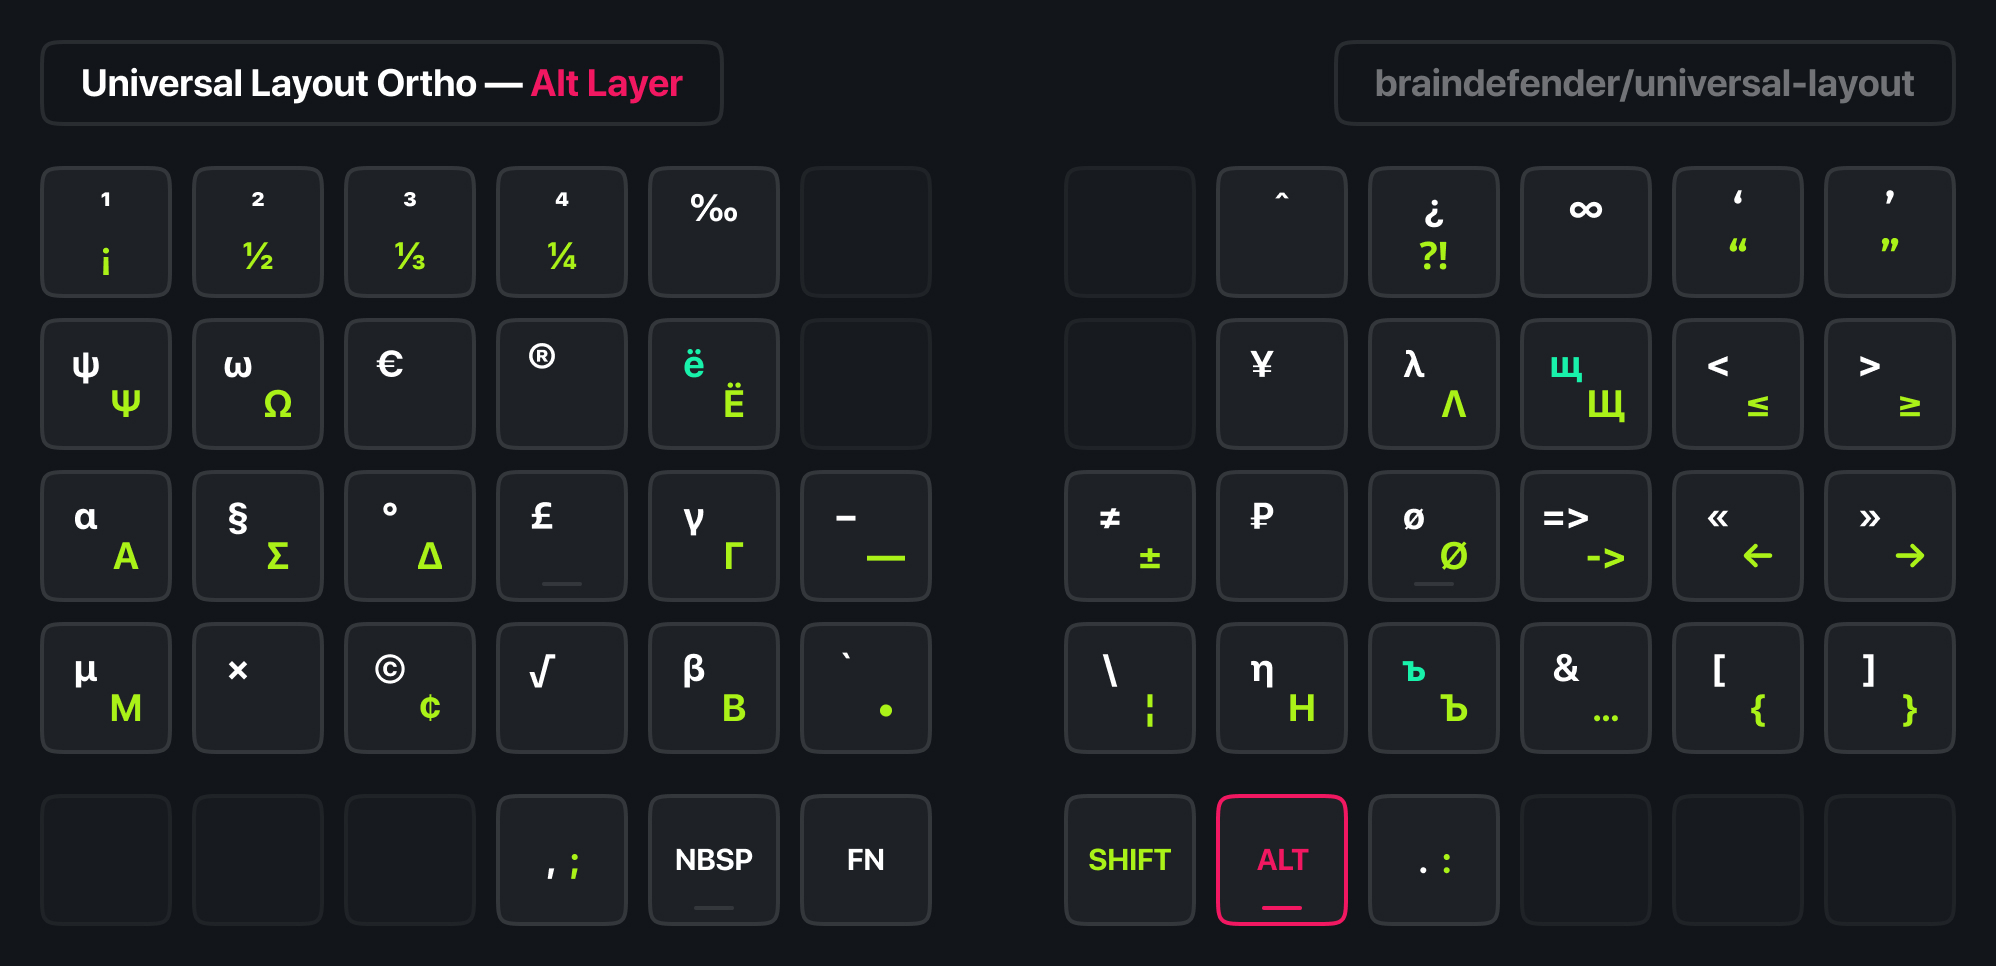 Universal Layout Ortho — Alt Layer
braindefender/universal-layout
¹ ² ³ ⁴ ‰ ˆ ¿ ∞ ‘ ’
¡ ½ ⅓ ¼ ?! “ ”
ψ ω € ® ë ¥ λ щ < >
Ψ Ω Ë Λ Щ ≤ ≥
α § ° £ γ – ≠ ₽ ø => « »
Α Σ Δ Γ — ± Ø -> ← →
μ × © √ β ` \ η ъ & [ ]
Μ ¢ Β • ¦ Η Ъ … { }
, ; NBSP FN SHIFT ALT . :